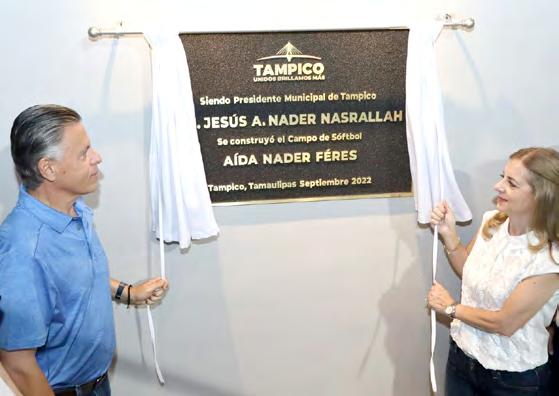 TAMPICO
UNIDOS BRILLAMOS MÁS
Siendo Presidente Municipal de Tampico
. JESÚS A. NADER NASRALLAH
Se construyó el Campo de Sóftbol
AÍDA NADER FÉRES
Tampico, Tamaulipas Septiembre 2022